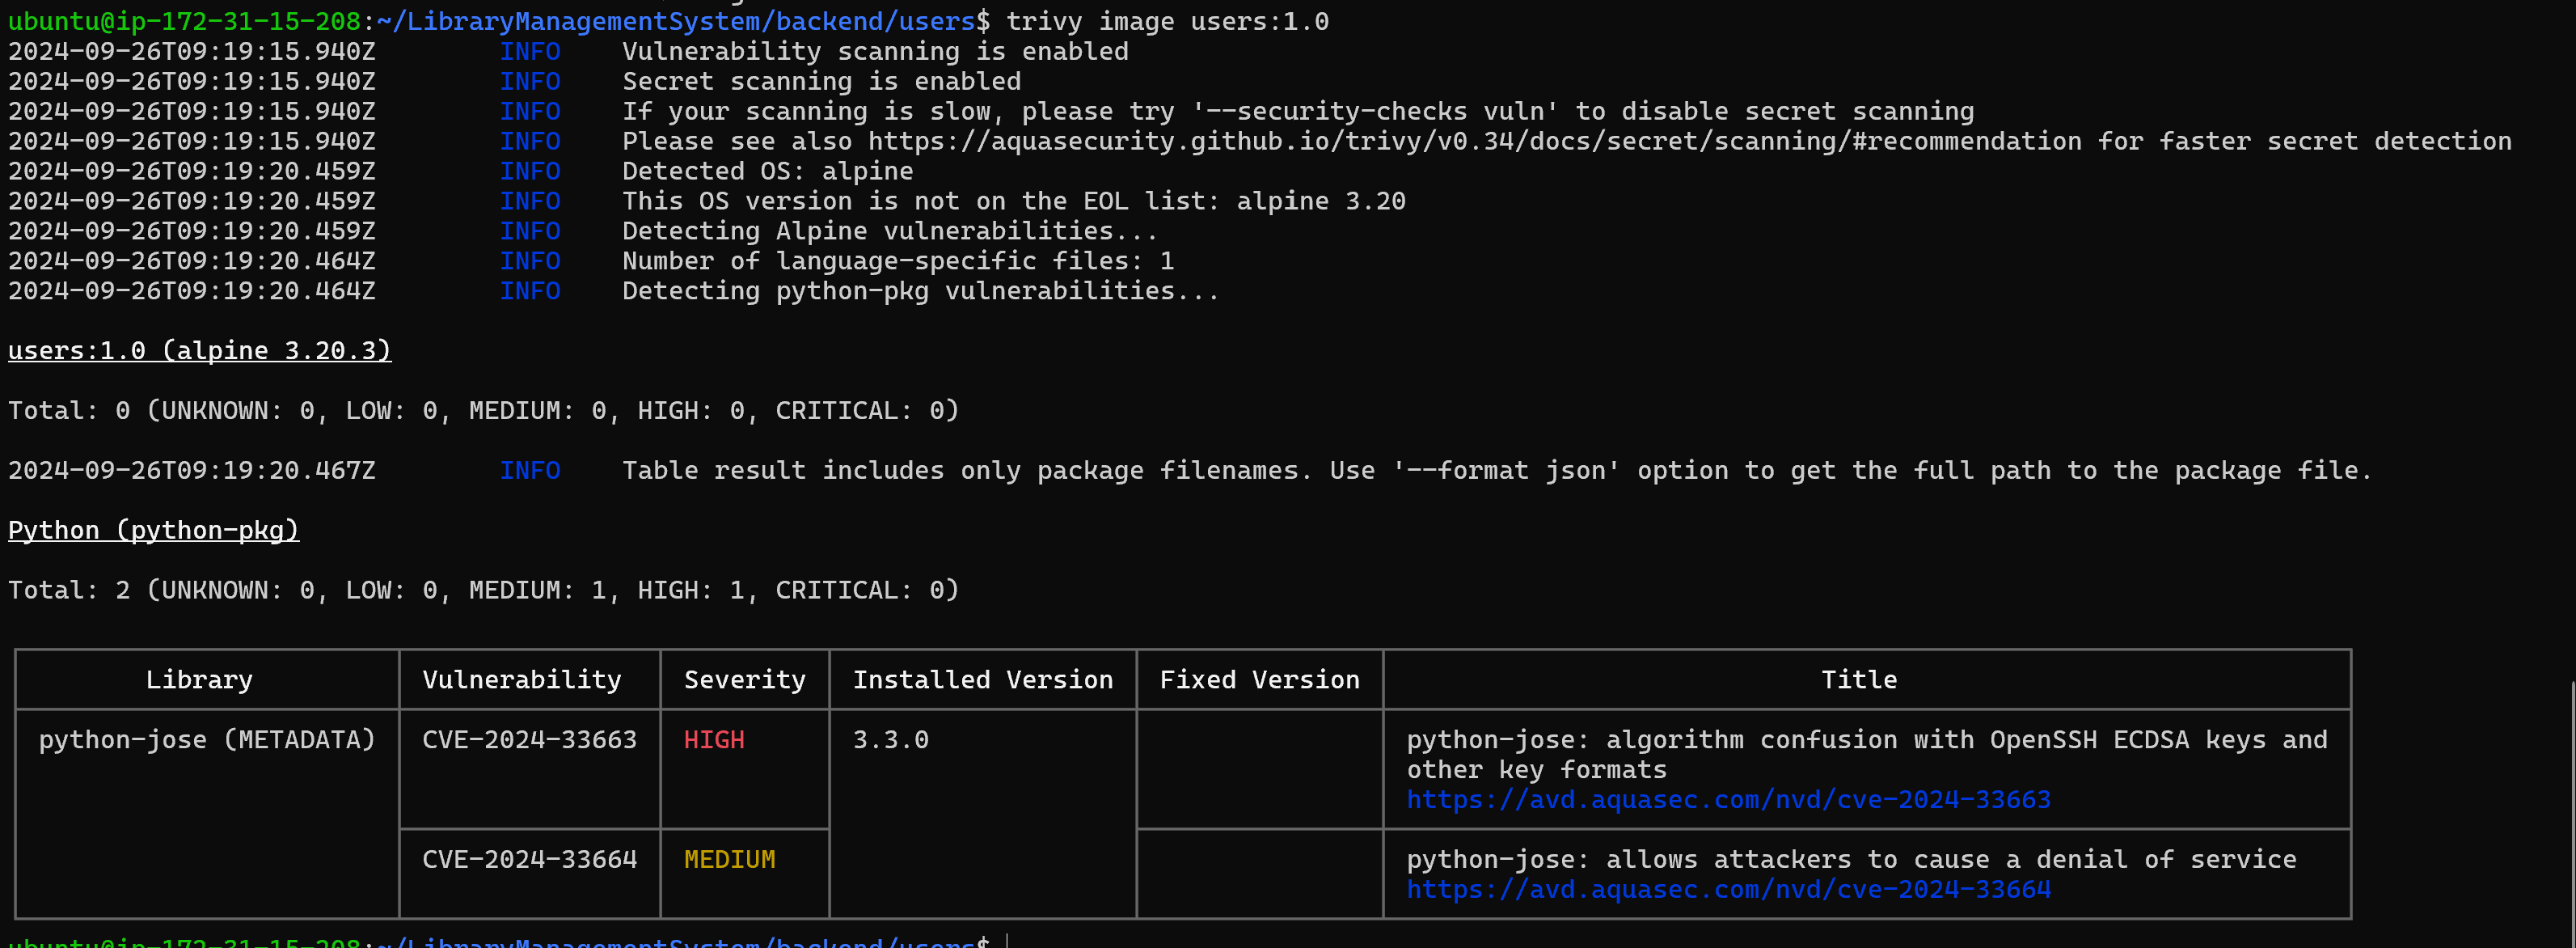 ubuntu@ip-172-31-15-208:~/LibraryManagementSystem/backend/users$ trivy image users:1.0
2024-09-26T09:19:15.940Z INFO Vulnerability scanning is enabled
2024-09-26T09:19:15.940Z INFO Secret scanning is enabled
2024-09-26T09:19:15.940Z INFO If your scanning is slow, please try '--security-checks vuln' to disable secret scanning
2024-09-26T09:19:15.940Z INFO Please see also https://aquasecurity.github.io/trivy/v0.34/docs/secret/scanning/#recommendation for faster secret detection
2024-09-26T09:19:20.459Z INFO Detected OS: alpine
2024-09-26T09:19:20.459Z INFO This OS version is not on the EOL list: alpine 3.20
2024-09-26T09:19:20.459Z INFO Detecting Alpine vulnerabilities...
2024-09-26T09:19:20.464Z INFO Number of language-specific files: 1
2024-09-26T09:19:20.464Z INFO Detecting python-pkg vulnerabilities...
users:1.0 (alpine 3.20.3)
Total: 0 (UNKNOWN: 0, LOW: 0, MEDIUM: 0, HIGH: 0, CRITICAL: 0)
2024-09-26T09:19:20.467Z INFO Table result includes only package filenames. Use '--format json' option to get the full path to the package file.
Python (python-pkg)
Total: 2 (UNKNOWN: 0, LOW: 0, MEDIUM: 1, HIGH: 1, CRITICAL: 0)
Library Vulnerability Severity Installed Version Fixed Version Title
python-jose (METADATA) CVE-2024-33663 HIGH 3.3.0 python-jose: algorithm confusion with OpenSSH ECDSA keys and
other key formats
https://avd.aquasec.com/nvd/cve-2024-33663
CVE-2024-33664 MEDIUM python-jose: allows attackers to cause a denial of service
https://avd.aquasec.com/nvd/cve-2024-33664
ubuntu@ip-172-31-15-208:~/LibraryManagementSystem/backend/users$